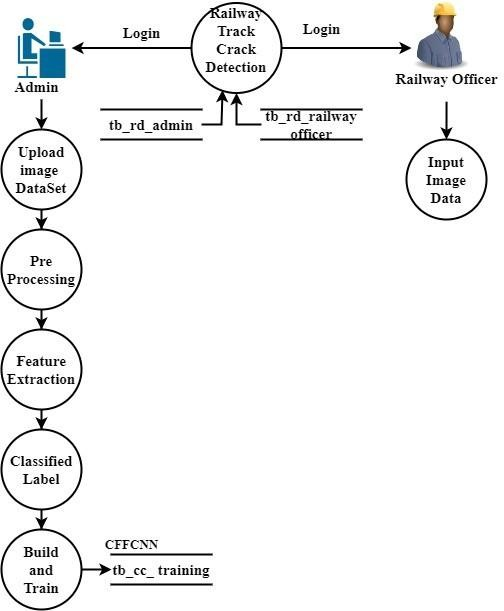 Railway
Track
Crack
Detection
Login
Login
Admin
Railway Officer
tb_rd_admin
tb_rd_railway
officer
Upload
image
DataSet
Input
Image
Data
Pre
Processing
Feature
Extraction
Classified
Label
Build
and
Train
CFFCNN
tb_cc_ training